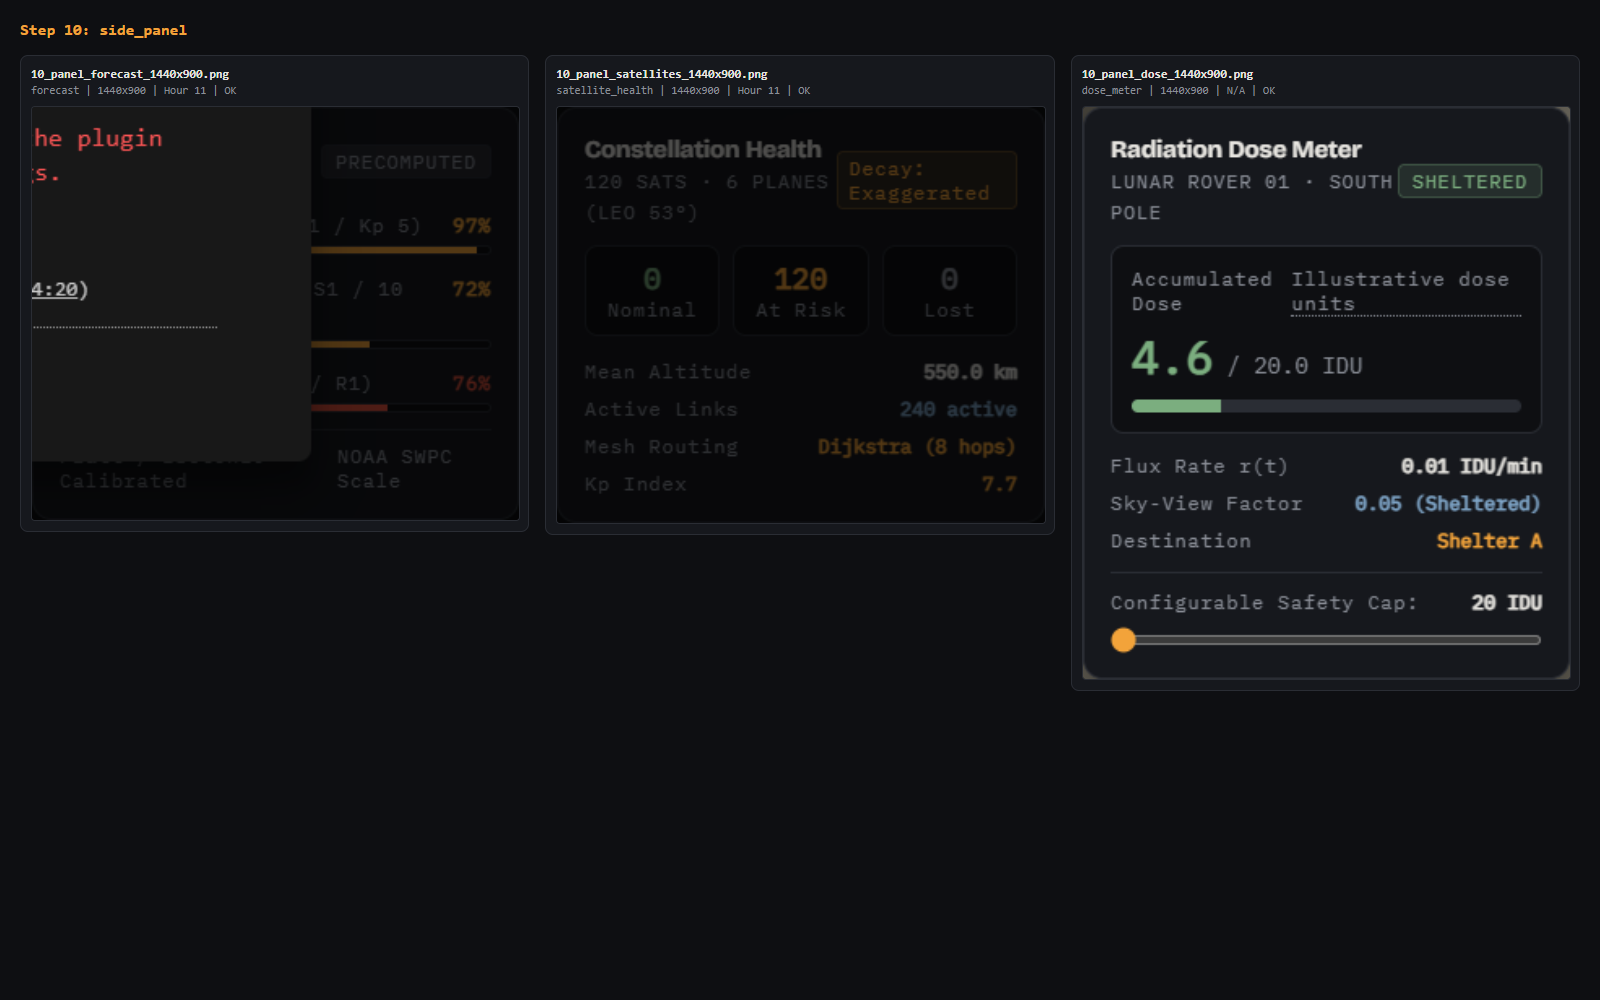 Step 10: side_panel
10_panel_forecast_1440x900.png
forecast | 1440x900 | Hour 11 | OK
he plugin
s.
4:20)
PRECOMPUTED
/ Kp 5) 97%
S1 / 10 72%
/ R1) 76%
Calibrated
NOAA SWPC
Scale
10_panel_satellites_1440x900.png
satellite_health | 1440x900 | Hour 11 | OK
Constellation Health
120 SATS · 6 PLANES
(LEO 53°)
Decay:
Exaggerated
0
Nominal
120
At Risk
0
Lost
Mean Altitude 550.0 km
Active Links 240 active
Mesh Routing Dijkstra (8 hops)
Kp Index 7.7
10_panel_dose_1440x900.png
dose_meter | 1440x900 | N/A | OK
Radiation Dose Meter
LUNAR ROVER 01 · SOUTH
POLE
SHELTERED
Accumulated
Dose
Illustrative dose
units
4.6 / 20.0 IDU
Flux Rate r(t) 0.01 IDU/min
Sky-View Factor 0.05 (Sheltered)
Destination Shelter A
Configurable Safety Cap: 20 IDU